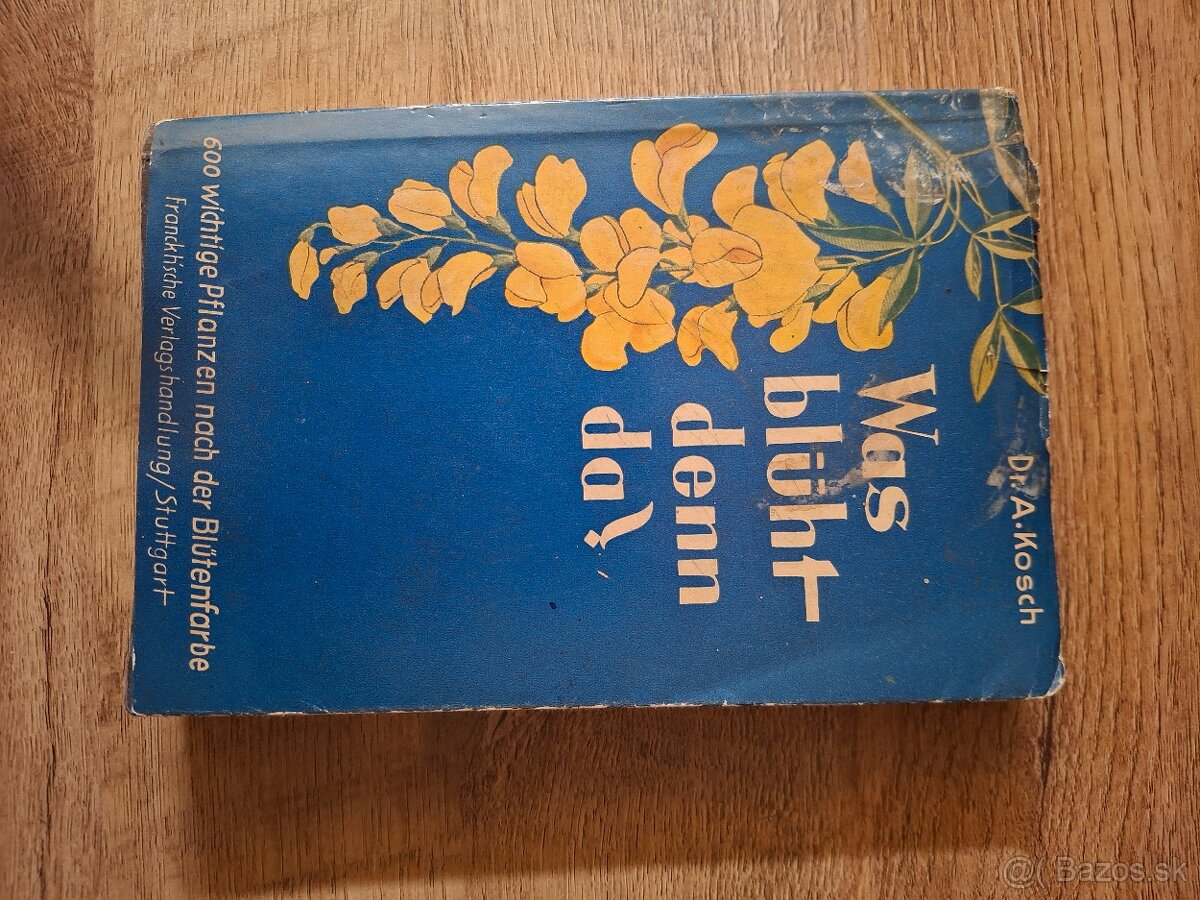 Dr. A. Kosch
Was
blüht
denn
da?
600 wichtige Pflanzen nach der Blütenfarbe
Franckh'sche Verlagshandlung / Stuttgart
@( Bazos.sk